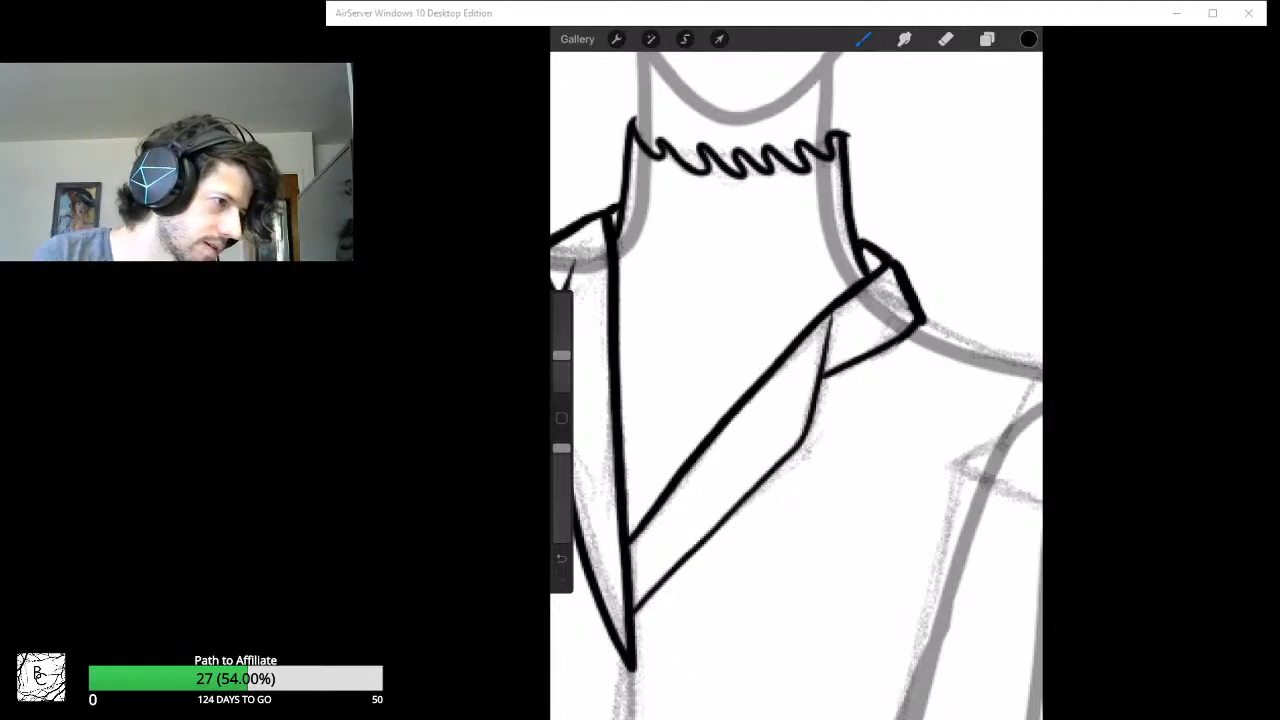 AirServer Windows 10 Desktop Edition
Gallery
Path to Affiliate
27 (54.00%)
0
124 DAYS TO GO
50